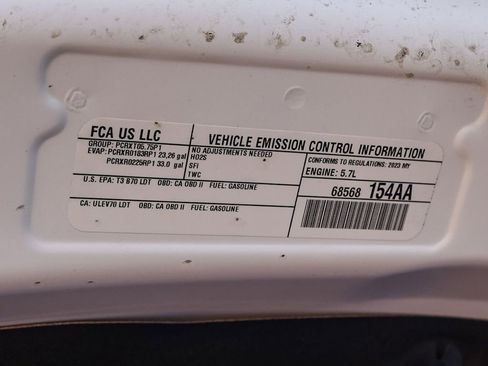 FCA US LLC
VEHICLE EMISSION CONTROL INFORMATION
GROUP: PCRXT05.75P1
EVAP: PCRXR0183RP1 23,26 gal
PCRXR0225RP1 33.0 gal
NO ADJUSTMENTS NEEDED
HO2S
SFI
TWC
CONFORMS TO REGULATIONS: 2023 MY
ENGINE: 5.7L
U.S. EPA: T3 B70 LDT OBD: CA OBD II FUEL: GASOLINE
68568 154AA
CA: ULEV70 LDT OBD: CA OBD II FUEL: GASOLINE